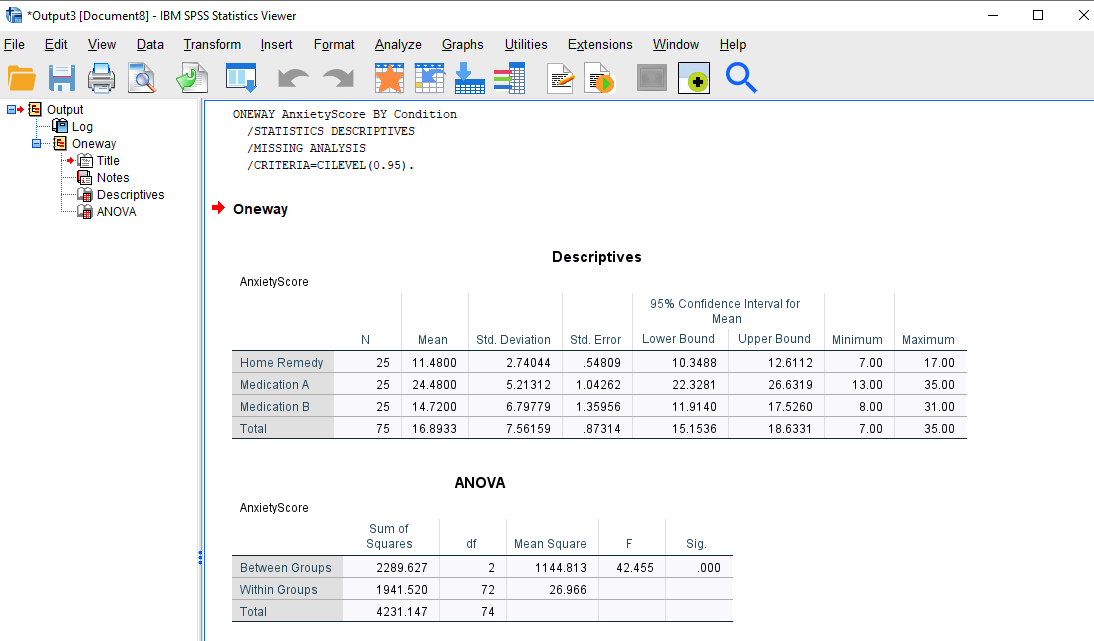 *Output3 [Document8] - IBM SPSS Statistics Viewer
File Edit View Data Transform Insert Format Analyze Graphs Utilities Extensions Window Help
Output
Log
Oneway
Title
Notes
Descriptives
ANOVA
ONEWAY AnxietyScore BY Condition
/STATISTICS DESCRIPTIVES
/MISSING ANALYSIS
/CRITERIA=CILEVEL(0.95).
Oneway
Descriptives
AnxietyScore
95% Confidence Interval for
Mean
N Mean Std. Deviation Std. Error Lower Bound Upper Bound Minimum Maximum
Home Remedy 25 11.4800 2.74044 .54809 10.3488 12.6112 7.00 17.00
Medication A 25 24.4800 5.21312 1.04262 22.3281 26.6319 13.00 35.00
Medication B 25 14.7200 6.79779 1.35956 11.9140 17.5260 8.00 31.00
Total 75 16.8933 7.56159 .87314 15.1536 18.6331 7.00 35.00
ANOVA
AnxietyScore
Sum of
Squares df Mean Square F Sig.
Between Groups 2289.627 2 1144.813 42.455 .000
Within Groups 1941.520 72 26.966
Total 4231.147 74